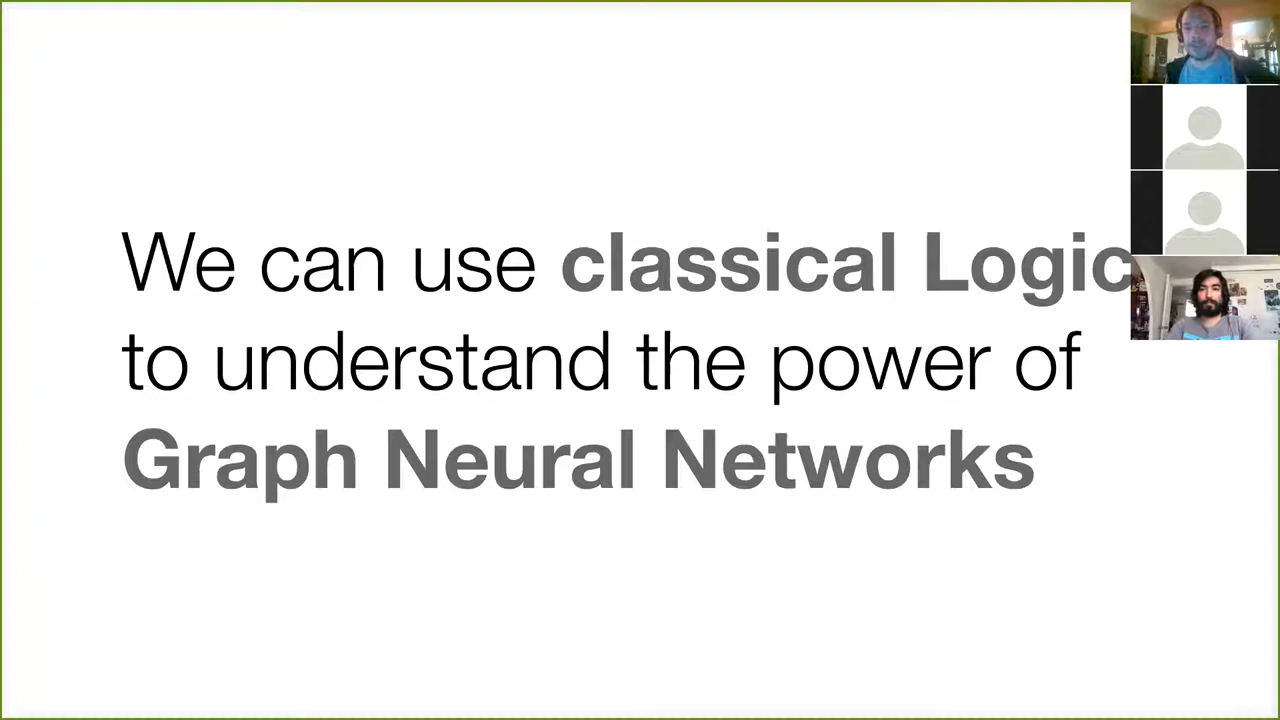 We can use classical Logic
to understand the power of
Graph Neural Networks